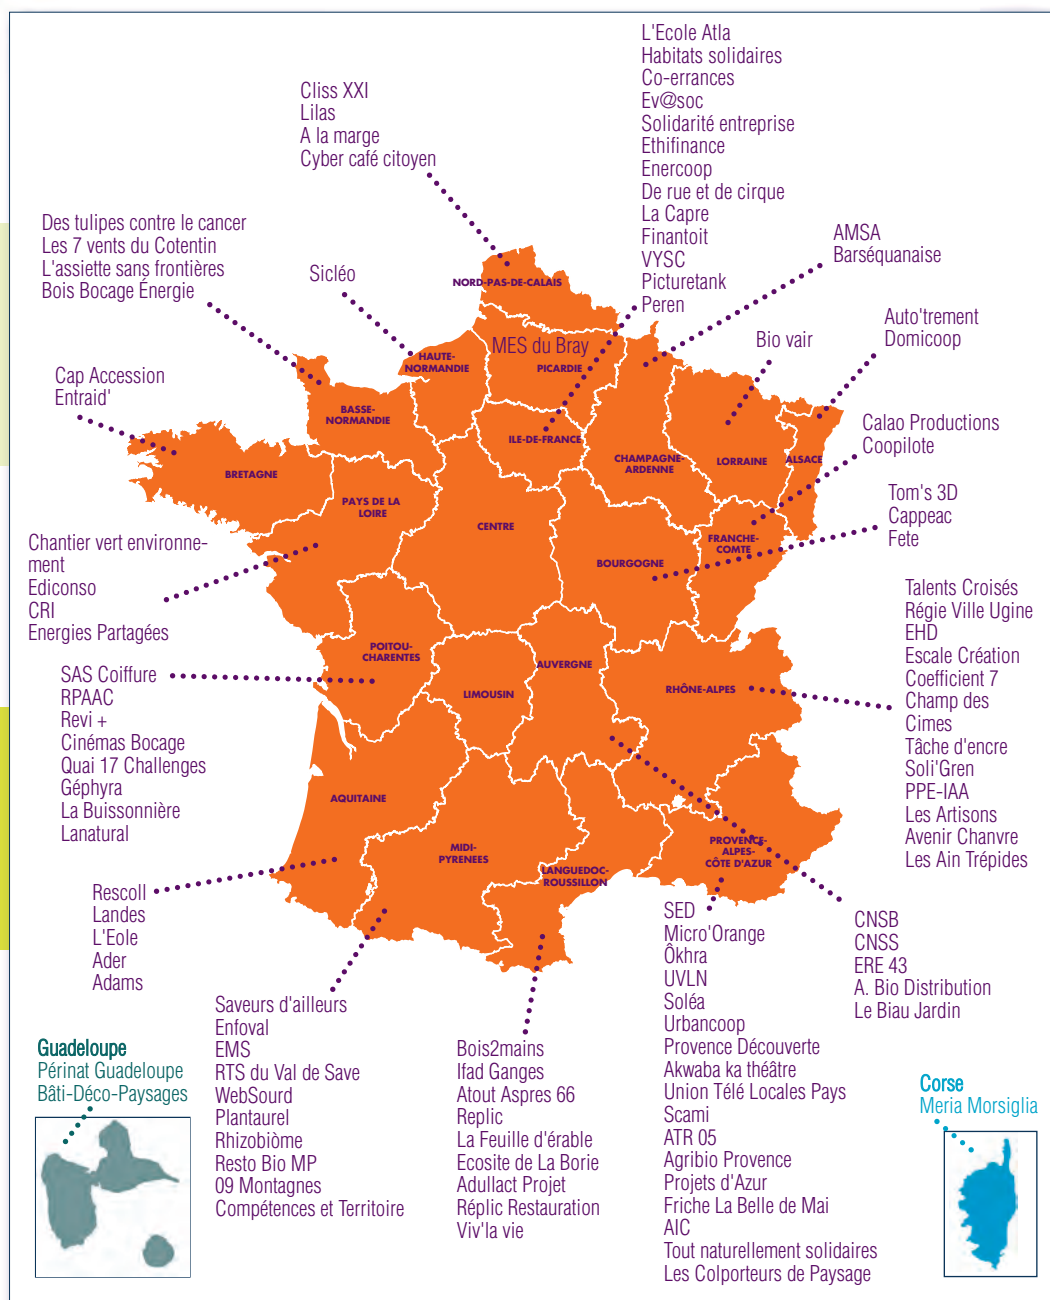 L'Ecole Atla
Habitats solidaires
Co-errances
Ev@soc
Solidarité entreprise
Ethifinance
Enercoop
De rue et de cirque
La Capre
Finantoit
VYSC
Picturetank
Peren
Cliss XXI
Lilas
A la marge
Cyber café citoyen
Des tulipes contre le cancer
Les 7 vents du Cotentin
L'assiette sans frontières
Bois Bocage Énergie
Sicléo
AMSA
Barséquanaise
Auto'trement
Domicoop
Bio vair
Cap Accession
Entraid'
Calao Productions
Coopilote
Tom's 3D
Cappeac
Fete
NORD-PAS-DE-CALAIS
MES du Bray
PICARDIE
HAUTE-
NORMANDIE
BASSE-
NORMANDIE
ILE-DE-FRANCE
CHAMPAGNE-
ARDENNE
LORRAINE
ALSACE
BRETAGNE
PAYS DE LA
LOIRE
CENTRE
BOURGOGNE
FRANCHE-
COMTE
POITOU-
CHARENTES
LIMOUSIN
AUVERGNE
RHÔNE-ALPES
AQUITAINE
MIDI-
PYRENEES
LANGUEDOC-
ROUSSILLON
PROVENCE-
ALPES-
CÔTE D'AZUR
Chantier vert environne-
ment
Ediconso
CRI
Energies Partagées
SAS Coiffure
RPAAC
Revi +
Cinémas Bocage
Quai 17 Challenges
Géphyra
La Buissonnière
Lanatural
Talents Croisés
Régie Ville Ugine
EHD
Escale Création
Coefficient 7
Champ des
Cimes
Tâche d'encre
Soli'Gren
PPE-IAA
Les Artisons
Avenir Chanvre
Les Ain Trépides
Rescoll
Landes
L'Eole
Ader
Adams
Saveurs d'ailleurs
Enfoval
EMS
RTS du Val de Save
WebSourd
Plantaurel
Rhizobiòme
Resto Bio MP
09 Montagnes
Compétences et Territoire
Bois2mains
Ifad Ganges
Atout Aspres 66
Replic
La Feuille d'érable
Ecosite de La Borie
Adullact Projet
Réplic Restauration
Viv'la vie
SED
Micro'Orange
Ôkhra
UVLN
Soléa
Urbancoop
Provence Découverte
Akwaba ka théâtre
Union Télé Locales Pays
Scami
ATR 05
Agribio Provence
Projets d'Azur
Friche La Belle de Mai
AIC
Tout naturellement solidaires
Les Colporteurs de Paysage
CNSB
CNSS
ERE 43
A. Bio Distribution
Le Biau Jardin
Guadeloupe
Périnat Guadeloupe
Bâti-Déco-Paysages
Corse
Meria Morsiglia